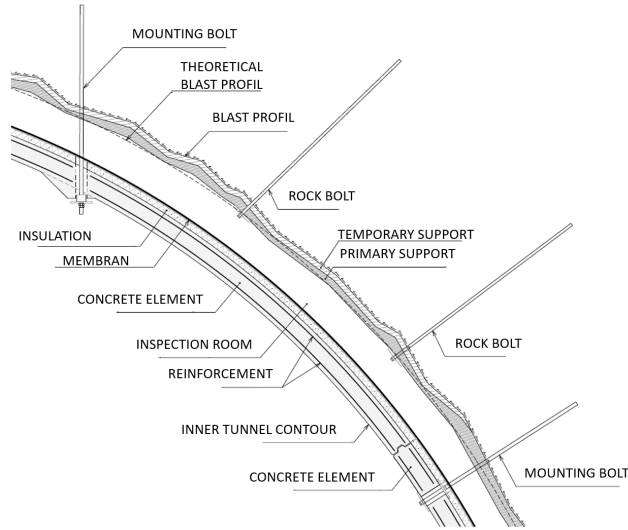 MOUNTING BOLT
THEORETICAL
BLAST PROFIL
BLAST PROFIL
ROCK BOLT
INSULATION
TEMPORARY SUPPORT
PRIMARY SUPPORT
MEMBRAN
CONCRETE ELEMENT
INSPECTION ROOM
ROCK BOLT
REINFORCEMENT
INNER TUNNEL CONTOUR
CONCRETE ELEMENT
MOUNTING BOLT